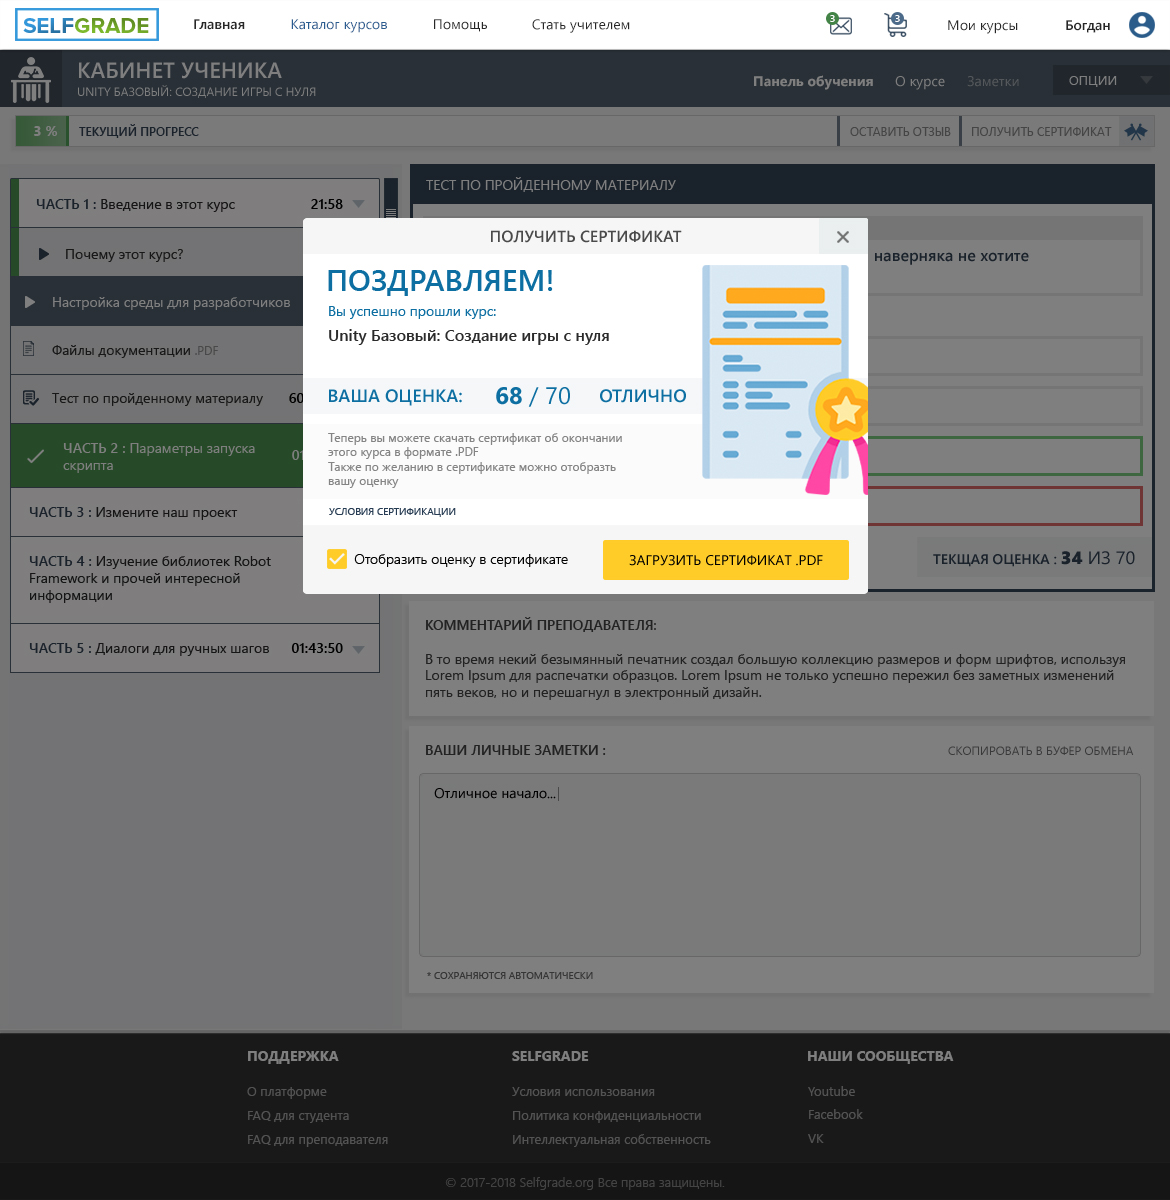 SELFGRADE
Главная
Каталог курсов
Помощь
Стать учителем
3
3
Мои курсы
Богдан
КАБИНЕТ УЧЕНИКА
UNITY БАЗОВЫЙ: СОЗДАНИЕ ИГРЫ С НУЛЯ
Панель обучения
О курсе
Заметки
ОПЦИИ
3 %
ТЕКУЩИЙ ПРОГРЕСС
ОСТАВИТЬ ОТЗЫВ
ПОЛУЧИТЬ СЕРТИФИКАТ
ЧАСТЬ 1 : Введение в этот курс
21:58
Почему этот курс?
Настройка среды для разработчиков
Файлы документации .PDF
Тест по пройденному материалу
60
ЧАСТЬ 2 : Параметры запуска
скрипта
01
ЧАСТЬ 3 : Измените наш проект
ЧАСТЬ 4 : Изучение библиотек Robot
Framework и прочей интересной
информации
ЧАСТЬ 5 : Диалоги для ручных шагов
01:43:50
ТЕСТ ПО ПРОЙДЕННОМУ МАТЕРИАЛУ
наверняка не хотите
ТЕКЩАЯ ОЦЕНКА : 34 ИЗ 70
ПОЛУЧИТЬ СЕРТИФИКАТ
ПОЗДРАВЛЯЕМ!
Вы успешно прошли курс:
Unity Базовый: Создание игры с нуля
ВАША ОЦЕНКА: 68 / 70 ОТЛИЧНО
Теперь вы можете скачать сертификат об окончании
этого курса в формате .PDF
Также по желанию в сертификате можно отобразть
вашу оценку
УСЛОВИЯ СЕРТИФИКАЦИИ
Отобразить оценку в сертификате
ЗАГРУЗИТЬ СЕРТИФИКАТ .PDF
КОММЕНТАРИЙ ПРЕПОДАВАТЕЛЯ:
В то время некий безымянный печатник создал большую коллекцию размеров и форм шрифтов, используя
Lorem Ipsum для распечатки образцов. Lorem Ipsum не только успешно пережил без заметных изменений
пять веков, но и перешагнул в электронный дизайн.
ВАШИ ЛИЧНЫЕ ЗАМЕТКИ :
СКОПИРОВАТЬ В БУФЕР ОБМЕНА
Отличное начало...
* СОХРАНЯЮТСЯ АВТОМАТИЧЕСКИ
ПОДДЕРЖКА
О платформе
FAQ для студента
FAQ для преподавателя
SELFGRADE
Условия использования
Политика конфиденциальности
Интеллектуальная собственность
НАШИ СООБЩЕСТВА
Youtube
Facebook
VK
© 2017-2018 Selfgrade.org Все права защищены.